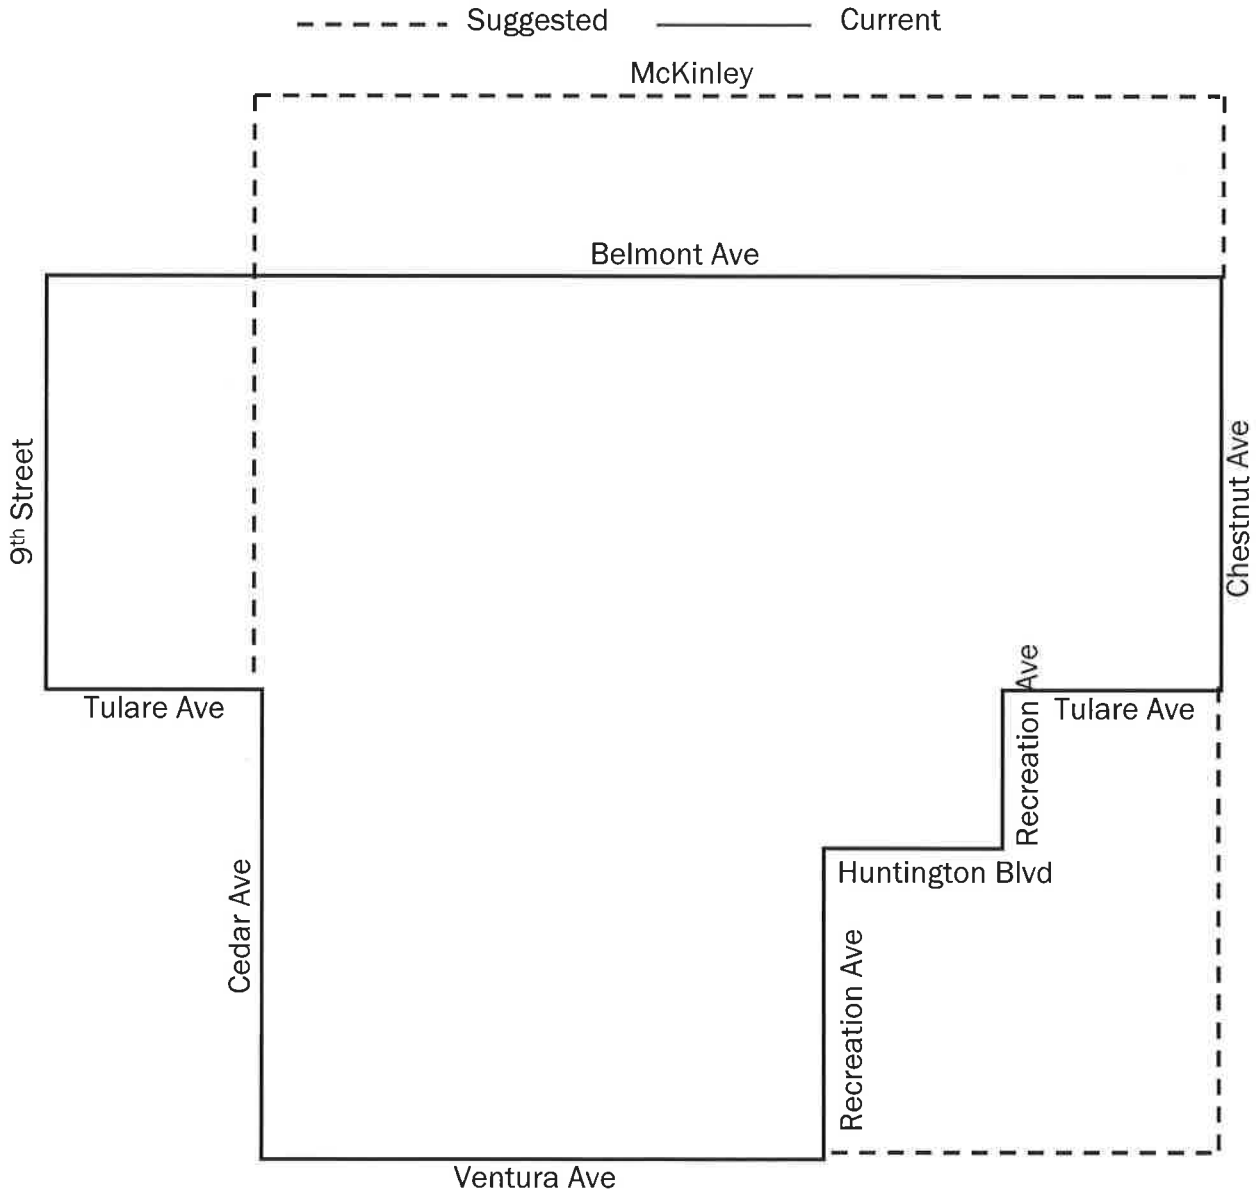 Suggested
Current
McKinley
Belmont Ave
9th Street
Chestnut Ave
Tulare Ave
Recreation Ave
Tulare Ave
Cedar Ave
Huntington Blvd
Recreation Ave
Ventura Ave